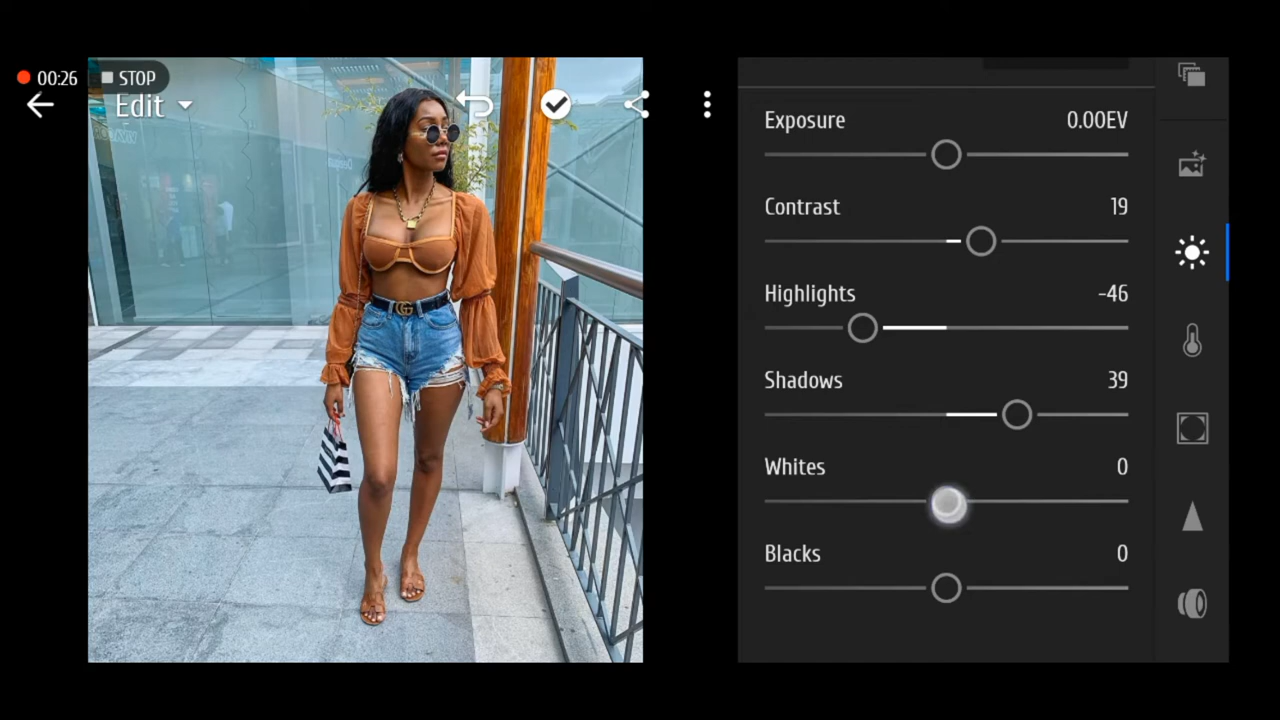 00:26
STOP
Edit
Exposure 0.00EV
Contrast 19
Highlights -46
Shadows 39
Whites 0
Blacks 0